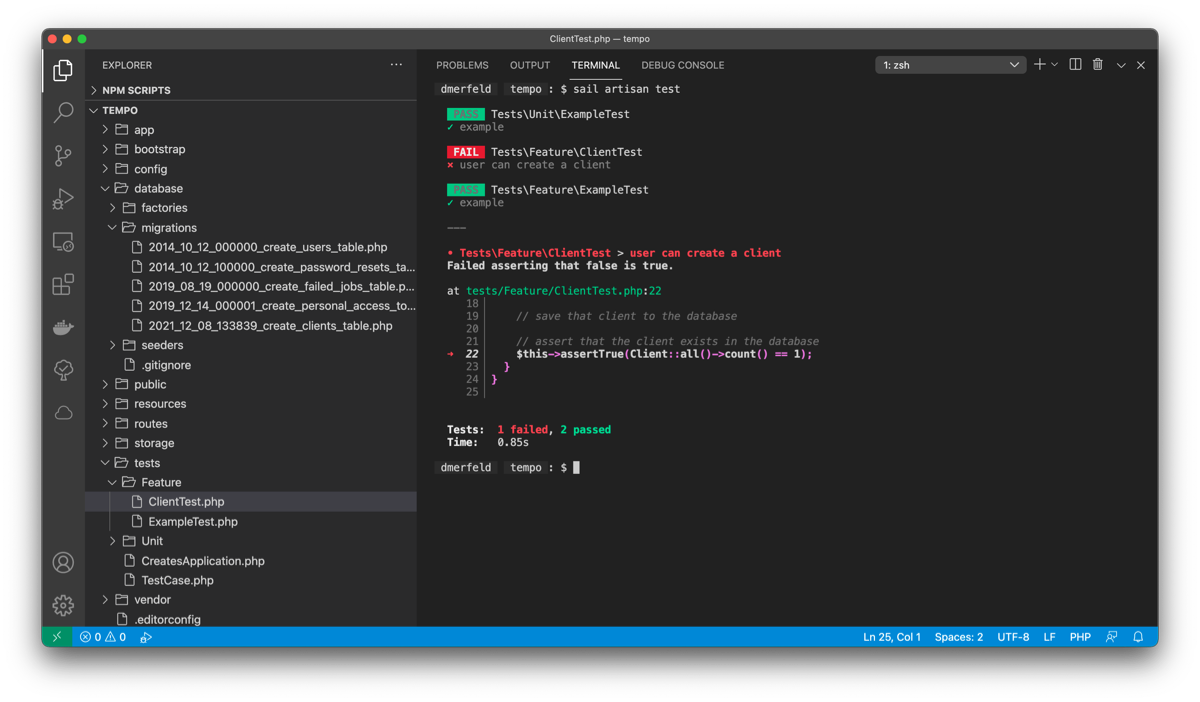 ClientTest.php — tempo
EXPLORER
NPM SCRIPTS
TEMPO
app
bootstrap
config
database
factories
migrations
2014_10_12_000000_create_users_table.php
2014_10_12_100000_create_password_resets_ta...
2019_08_19_000000_create_failed_jobs_table.p...
2019_12_14_000001_create_personal_access_to...
2021_12_08_133839_create_clients_table.php
seeders
.gitignore
public
resources
routes
storage
tests
Feature
ClientTest.php
ExampleTest.php
Unit
CreatesApplication.php
TestCase.php
vendor
.editorconfig
PROBLEMS OUTPUT TERMINAL DEBUG CONSOLE 1: zsh
dmerfeld tempo : $ sail artisan test
PASS Tests\Unit\ExampleTest
✓ example
FAIL Tests\Feature\ClientTest
⨯ user can create a client
PASS Tests\Feature\ExampleTest
✓ example
———
• Tests\Feature\ClientTest > user can create a client
Failed asserting that false is true.
at tests/Feature/ClientTest.php:22
18
19 // save that client to the database
20
21 // assert that the client exists in the database
➜ 22 $this->assertTrue(Client::all()->count() == 1);
23 }
24 }
25
Tests: 1 failed, 2 passed
Time: 0.85s
dmerfeld tempo : $
0 0 Ln 25, Col 1 Spaces: 2 UTF-8 LF PHP